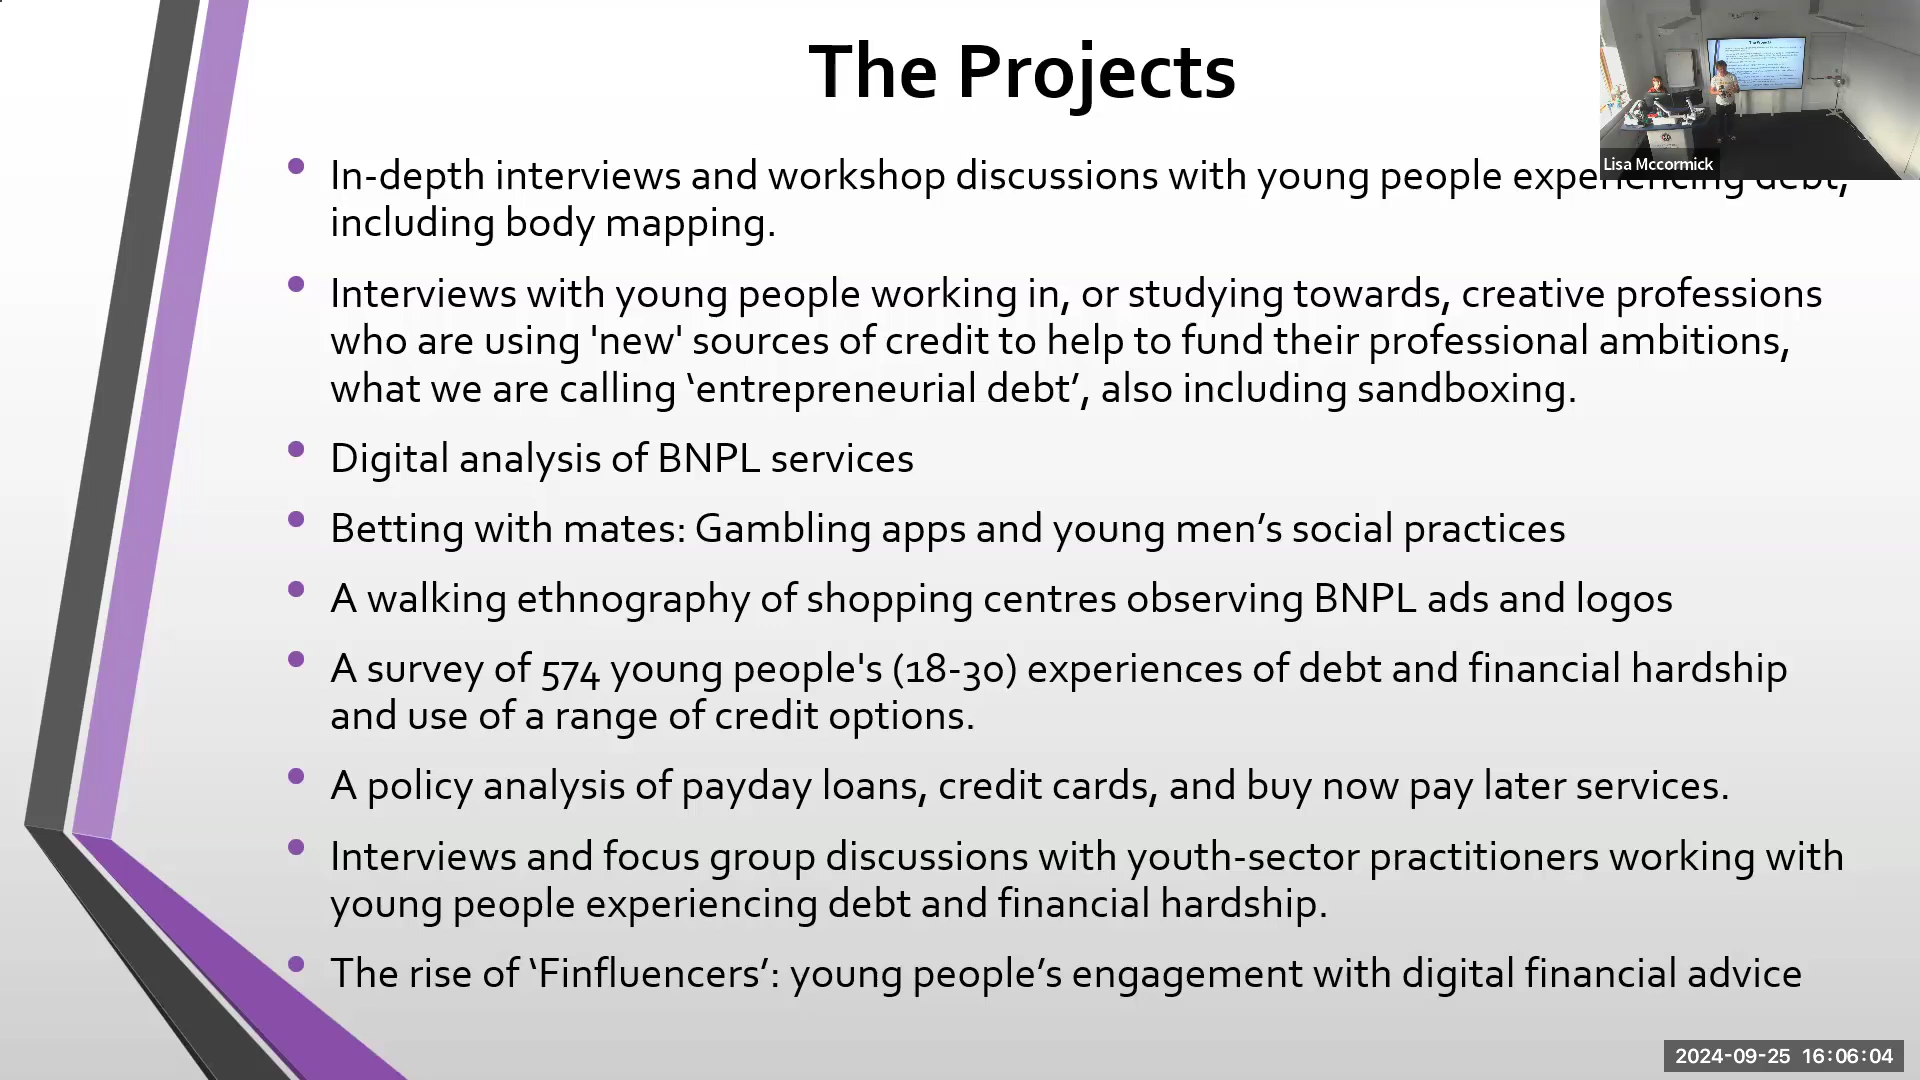 The Projects
In-depth interviews and workshop discussions with young people experiencing debt,
including body mapping.
Interviews with young people working in, or studying towards, creative professions
who are using 'new' sources of credit to help to fund their professional ambitions,
what we are calling ‘entrepreneurial debt’, also including sandboxing.
Digital analysis of BNPL services
Betting with mates: Gambling apps and young men’s social practices
A walking ethnography of shopping centres observing BNPL ads and logos
A survey of 574 young people's (18-30) experiences of debt and financial hardship
and use of a range of credit options.
A policy analysis of payday loans, credit cards, and buy now pay later services.
Interviews and focus group discussions with youth-sector practitioners working with
young people experiencing debt and financial hardship.
The rise of ‘Finfluencers’: young people’s engagement with digital financial advice
Lisa Mccormick
2024-09-25 16:06:04